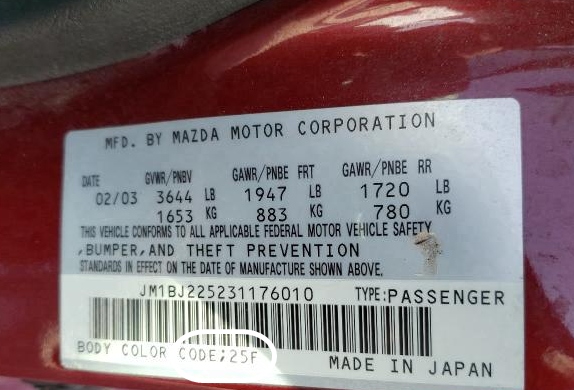 MFD. BY MAZDA MOTOR CORPORATION
DATE GVWR/PNBV GAWR/PNBE FRT GAWR/PNBE RR
02/03 3644 LB 1947 LB 1720 LB
1653 KG 883 KG 780 KG
THIS VEHICLE CONFORMS TO ALL APPLICABLE FEDERAL MOTOR VEHICLE SAFETY
,BUMPER,AND THEFT PREVENTION
STANDARDS IN EFFECT ON THE DATE OF MANUFACTURE SHOWN ABOVE.
JM1BJ225231176010 TYPE:PASSENGER
BODY COLOR CODE;25F MADE IN JAPAN